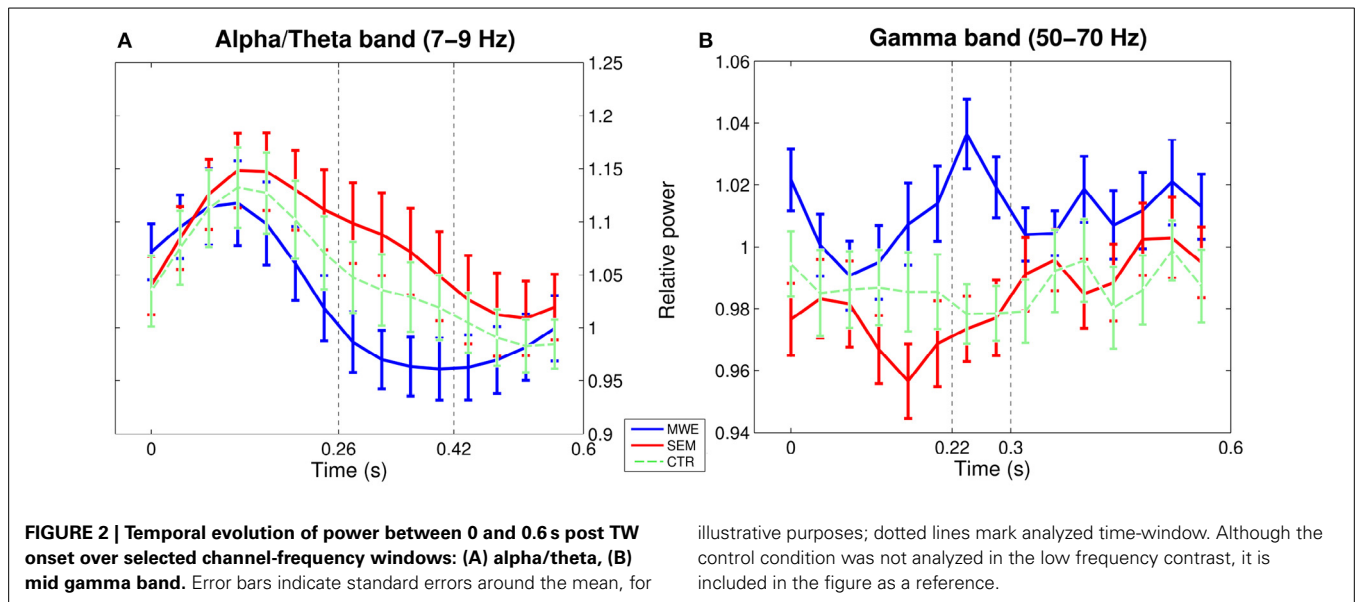 A
Alpha/Theta band (7–9 Hz)
1.25
1.2
1.15
1.1
1.05
1
0.95
0.9
0
0.26
0.42
0.6
Time (s)
MWE
SEM
CTR
B
Gamma band (50–70 Hz)
Relative power
1.06
1.04
1.02
1
0.98
0.96
0.94
0
0.22
0.3
0.6
Time (s)
FIGURE 2 | Temporal evolution of power between 0 and 0.6 s post TW
onset over selected channel-frequency windows: (A) alpha/theta, (B)
mid gamma band. Error bars indicate standard errors around the mean, for
illustrative purposes; dotted lines mark analyzed time-window. Although the
control condition was not analyzed in the low frequency contrast, it is
included in the figure as a reference.